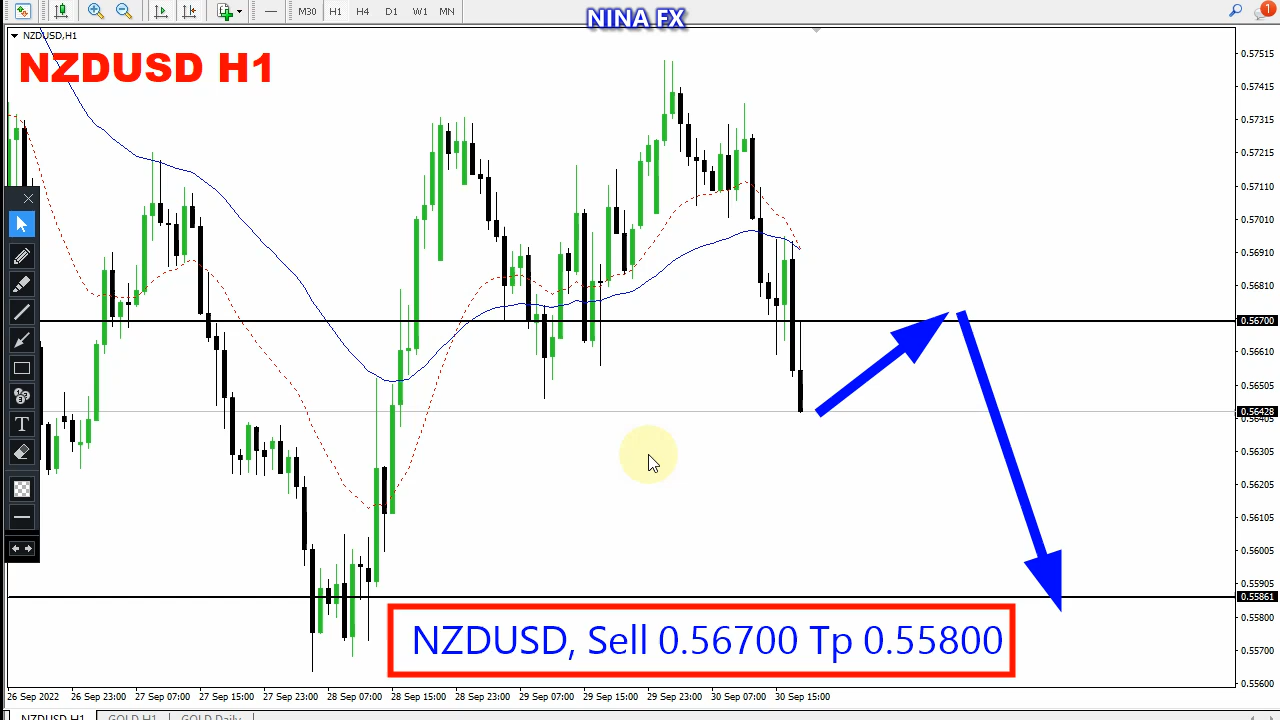 M30 H1 H4 D1 W1 MN
NINA FX
1
NZDUSD,H1
NZDUSD H1
0.57515
0.57415
0.57315
0.57215
0.57110
0.57010
0.56910
0.56810
0.56700
0.56610
0.56505
0.56428
0.56405
0.56305
0.56205
0.56105
0.56005
0.55905
0.55861
0.55800
0.55700
0.55600
T
NZDUSD, Sell 0.56700 Tp 0.55800
26 Sep 2022 26 Sep 23:00 27 Sep 07:00 27 Sep 15:00 27 Sep 23:00 28 Sep 07:00 28 Sep 15:00 28 Sep 23:00 29 Sep 07:00 29 Sep 15:00 29 Sep 23:00 30 Sep 07:00 30 Sep 15:00
NZDUSD H1 GOLD H1 GOLD Daily